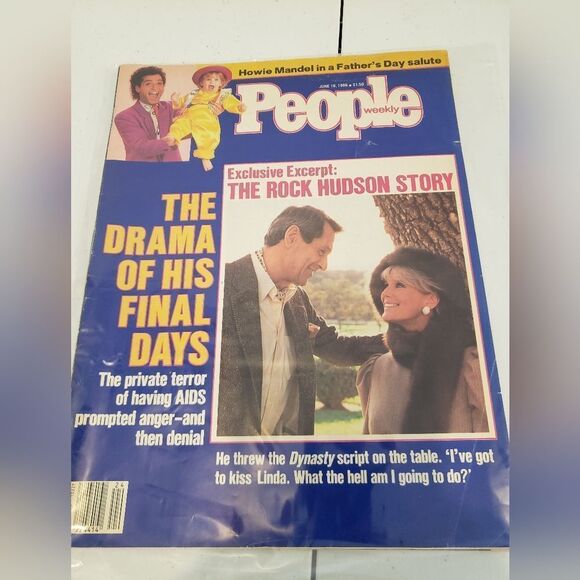 Howie Mandel in a Father's Day salute
People
weekly
Exclusive Excerpt:
THE ROCK HUDSON STORY
THE
DRAMA
OF HIS
FINAL
DAYS
The private terror
of having AIDS
prompted anger–and
then denial
He threw the Dynasty script on the table. 'I've got
to kiss Linda. What the hell am I going to do?'
24